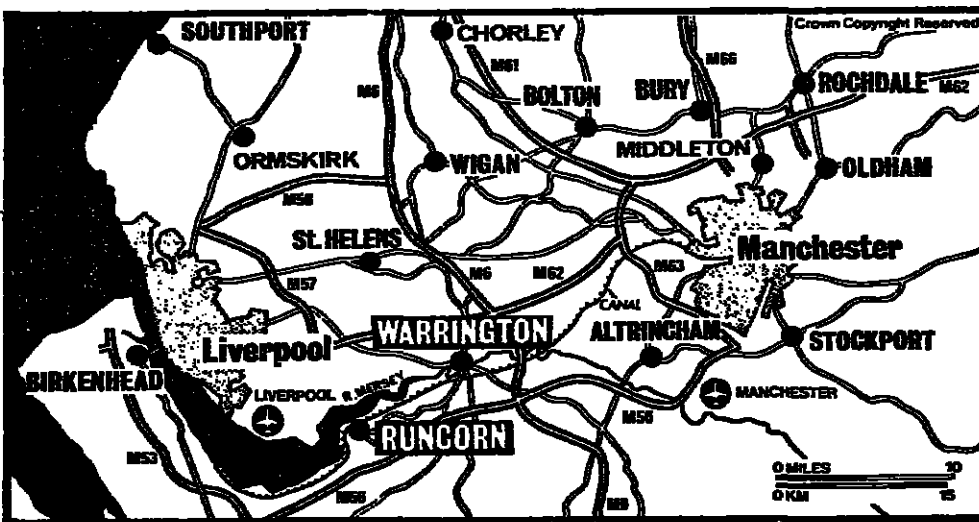 Crown Copyright Reserved
SOUTHPORT
CHORLEY
M61
M66
M6
BOLTON
BURY
ROCHDALE
M62
ORMSKIRK
WIGAN
MIDDLETON
OLDHAM
M58
St. HELENS
Manchester
M57
M6
M62
M63
CANAL
WARRINGTON
ALTRINCHAM
STOCKPORT
Liverpool
BIRKENHEAD
LIVERPOOL
R. MERSEY
MANCHESTER
M56
RUNCORN
M53
M56
M6
0 MILES 10
0 KM 15